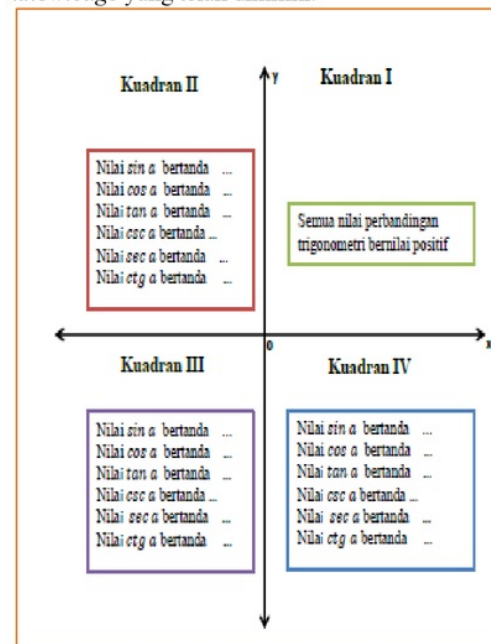 Kuadran II
y
Kuadran I
Nilai sin a bertanda ...
Nilai cos a bertanda ...
Nilai tan a bertanda ...
Nilai csc a bertanda ...
Nilai sec a bertanda ...
Nilai ctg a bertanda ...
Semua nilai perbandingan
trigonometri bernilai positif
0
x
Kuadran III
Kuadran IV
Nilai sin a bertanda ...
Nilai cos a bertanda ...
Nilai tan a bertanda ...
Nilai csc a bertanda ...
Nilai sec a bertanda ...
Nilai ctg a bertanda ...
Nilai sin a bertanda ...
Nilai cos a bertanda ...
Nilai tan a bertanda ...
Nilai csc a bertanda ...
Nilai sec a bertanda ...
Nilai ctg a bertanda ...